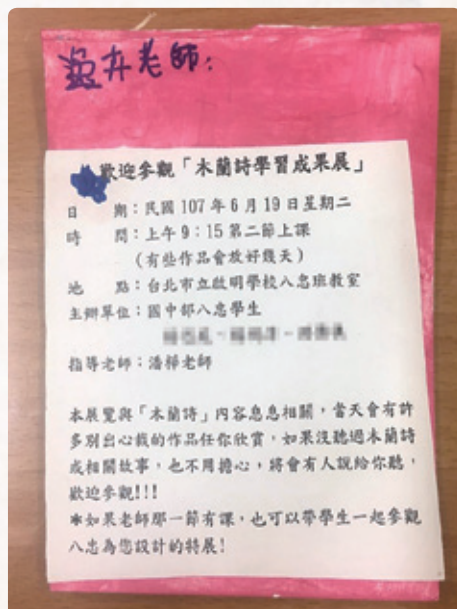 老師:
歡迎參觀「木蘭詩學習成果展」
日 期:民國107年6月19日星期二
時 間:上午9:15第二節上課
(有些作品會放好幾天)
地 點:台北市立啟明學校八忠班教室
主辦單位:國中部八忠學生
指導老師:潘樺老師
本展覽與「木蘭詩」內容息息相關,當天會有許
多別出心裁的作品任你欣賞,如果沒聽過木蘭詩
或相關故事,也不用擔心,將會有人說給你聽,
歡迎參觀!!!
*如果老師那一節有課,也可以帶學生一起參觀
八忠為您設計的特展!